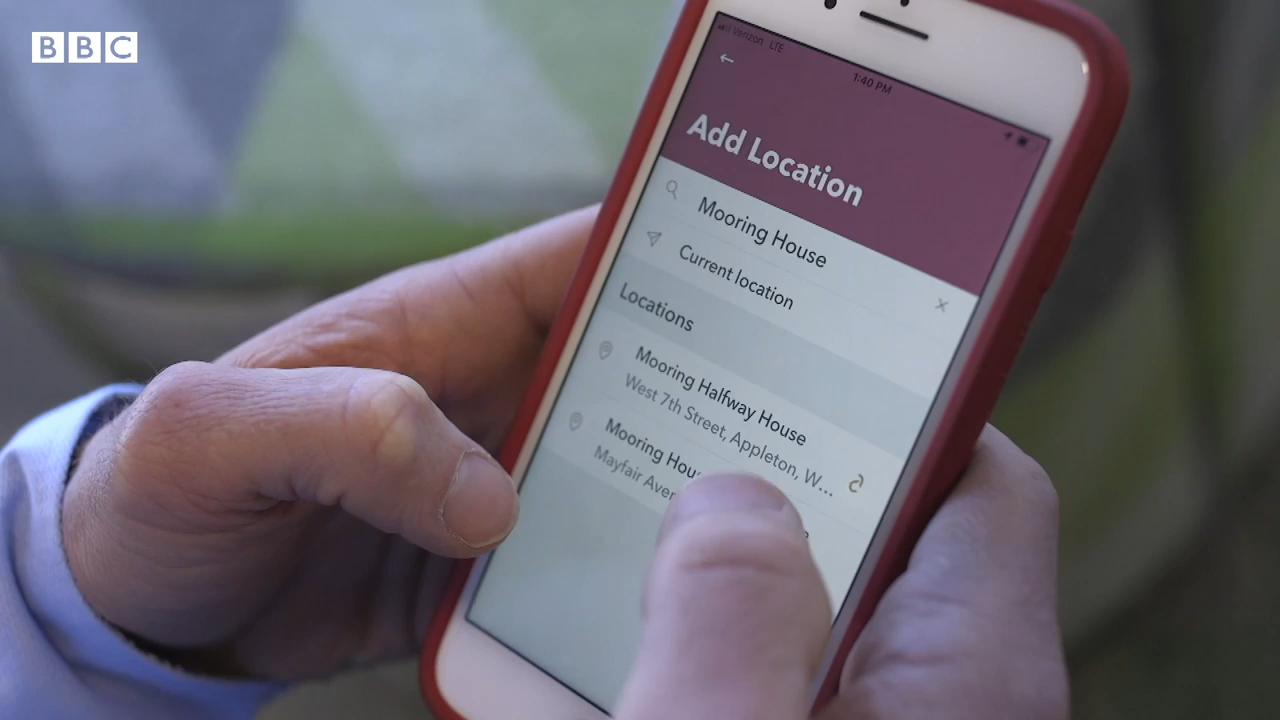 BBC
Verizon LTE
1:40 PM
Add Location
Mooring House
Current location
Locations
Mooring Halfway House
West 7th Street, Appleton, W...
Mooring
Mayfair